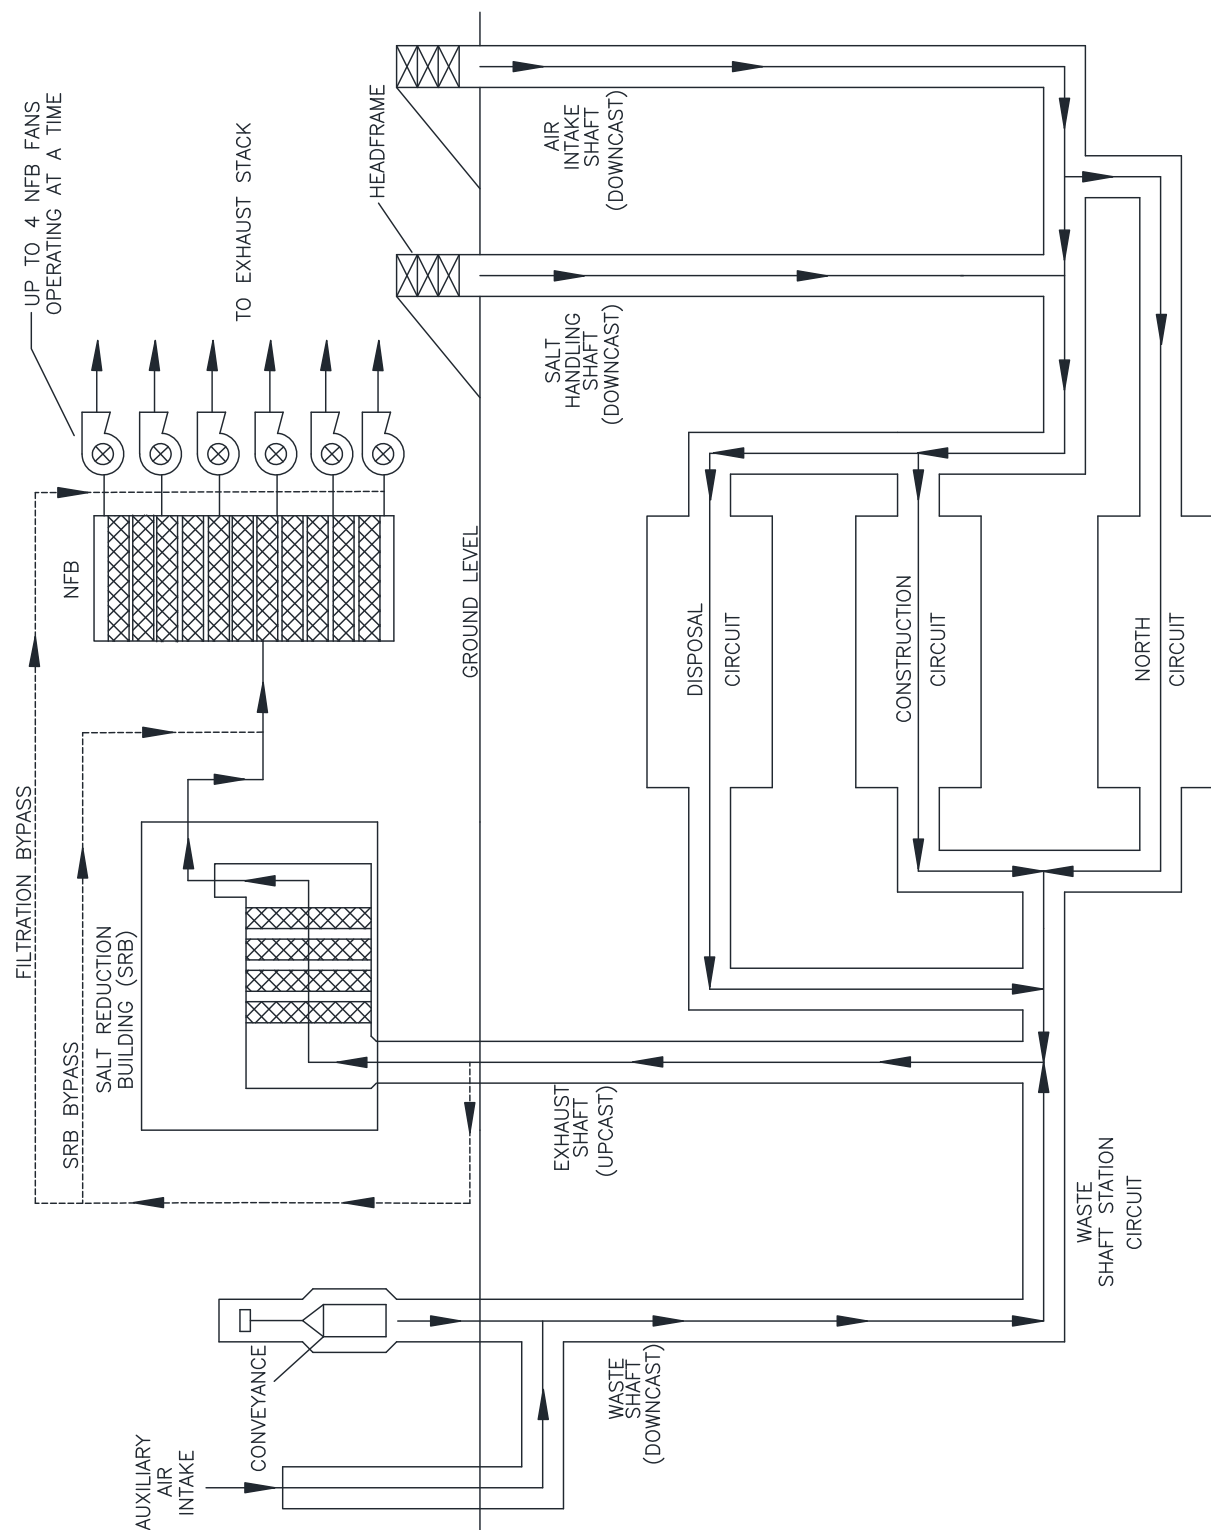 UP TO 4 NFB FANS
OPERATING AT A TIME
TO EXHAUST STACK
HEADFRAME
NFB
FILTRATION BYPASS
SRB BYPASS
SALT REDUCTION
BUILDING (SRB)
GROUND LEVEL
AIR
INTAKE
SHAFT
(DOWNCAST)
SALT
HANDLING
SHAFT
(DOWNCAST)
DISPOSAL
CIRCUIT
CONSTRUCTION
CIRCUIT
NORTH
CIRCUIT
EXHAUST
SHAFT
(UPCAST)
WASTE
SHAFT STATION
CIRCUIT
WASTE
SHAFT
(DOWNCAST)
CONVEYANCE
AUXILIARY
AIR
INTAKE